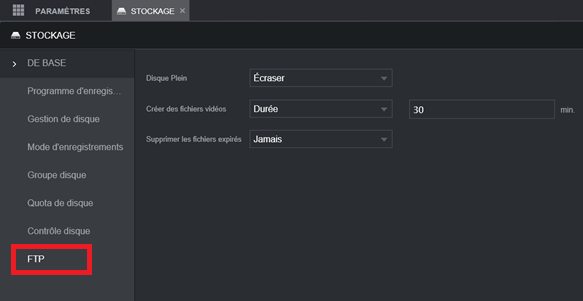 PARAMÈTRES
STOCKAGE ×
STOCKAGE
DE BASE
Programme d'enregis...
Gestion de disque
Mode d'enregistrements
Groupe disque
Quota de disque
Contrôle disque
FTP
Disque Plein Écraser
Créer des fichiers vidéos Durée 30 min.
Supprimer les fichiers expirés Jamais